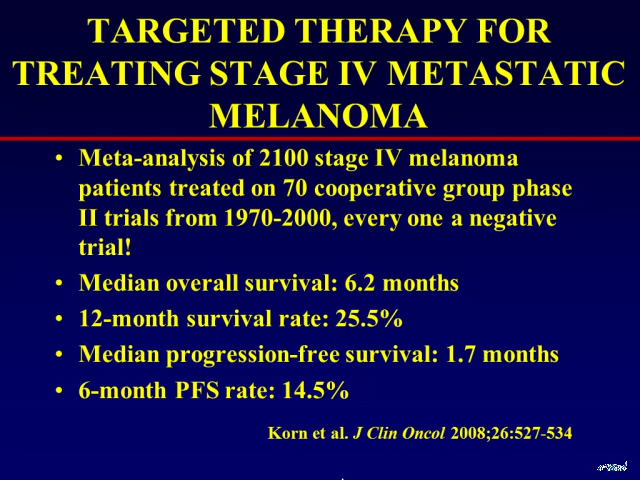 TARGETED THERAPY FOR
TREATING STAGE IV METASTATIC
MELANOMA
• Meta-analysis of 2100 stage IV melanoma
patients treated on 70 cooperative group phase
II trials from 1970-2000, every one a negative
trial!
• Median overall survival: 6.2 months
• 12-month survival rate: 25.5%
• Median progression-free survival: 1.7 months
• 6-month PFS rate: 14.5%
Korn et al. J Clin Oncol 2008;26:527-534